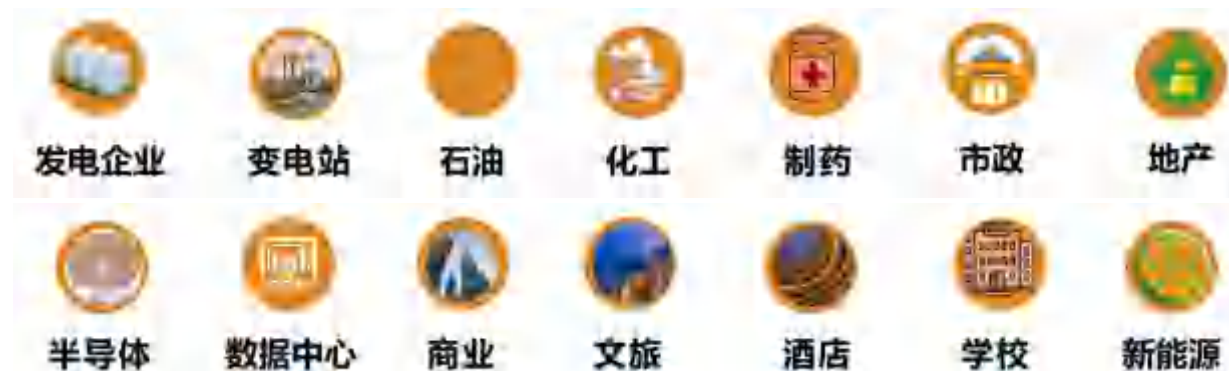 发电企业 变电站 石油 化工 制药 市政 地产
半导体 数据中心 商业 文旅 酒店 学校 新能源